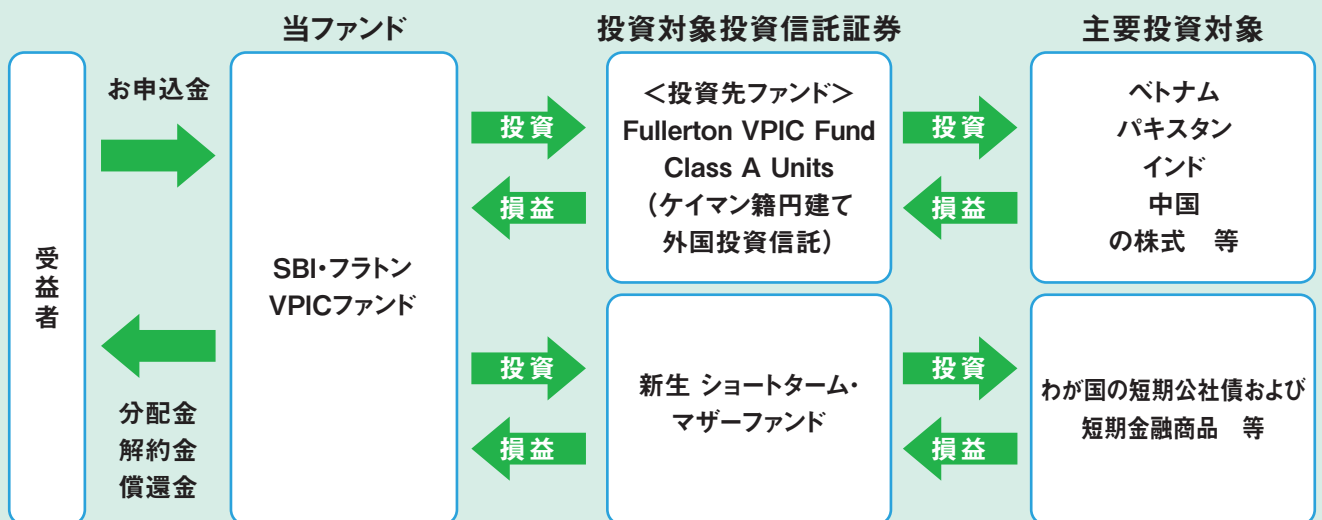 当ファンド
投資対象投資信託証券
主要投資対象
受益者
お申込金
分配金
解約金
償還金
SBI・フラトン
VPICファンド
投資
損益
<投資先ファンド>
Fullerton VPIC Fund
Class A Units
(ケイマン籍円建て
外国投資信託)
投資
損益
ベトナム
パキスタン
インド
中国
の株式 等
投資
損益
新生 ショートターム・
マザーファンド
投資
損益
わが国の短期公社債および
短期金融商品 等